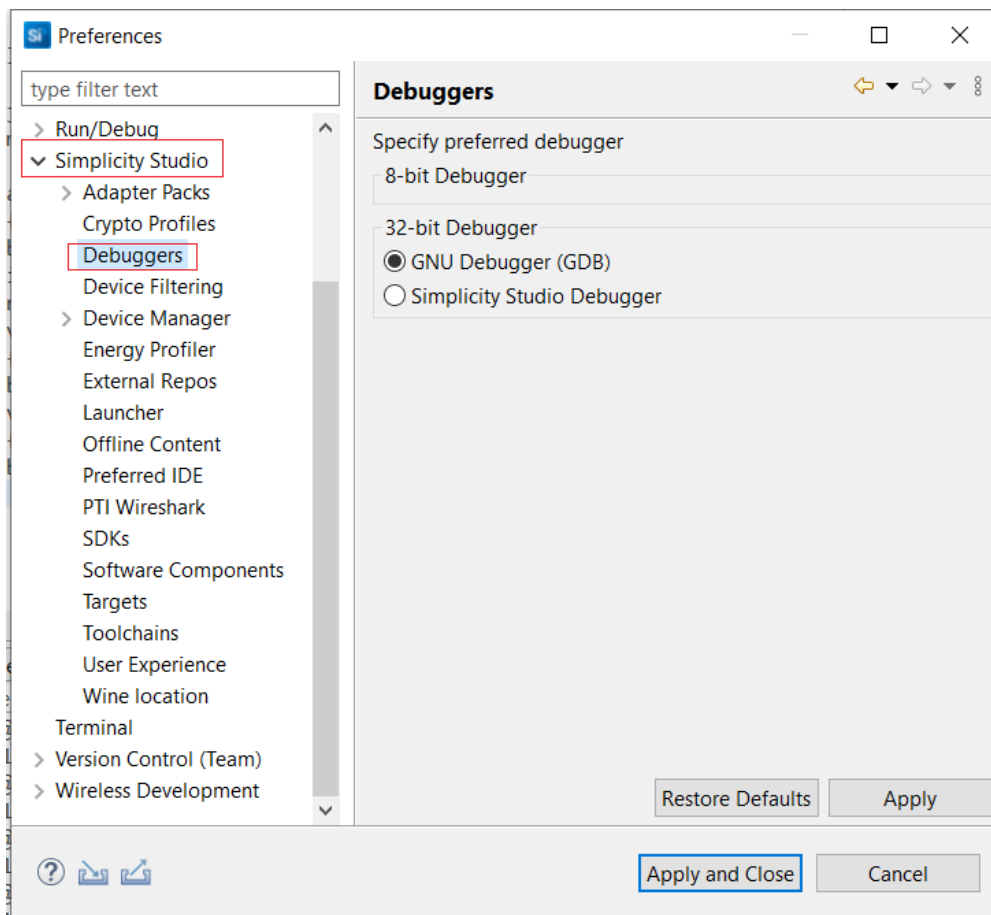 Si Preferences
type filter text
Run/Debug
Simplicity Studio
Adapter Packs
Crypto Profiles
Debuggers
Device Filtering
Device Manager
Energy Profiler
External Repos
Launcher
Offline Content
Preferred IDE
PTI Wireshark
SDKs
Software Components
Targets
Toolchains
User Experience
Wine location
Terminal
Version Control (Team)
Wireless Development
Debuggers
Specify preferred debugger
8-bit Debugger
32-bit Debugger
GNU Debugger (GDB)
Simplicity Studio Debugger
Restore Defaults
Apply
?
Apply and Close
Cancel